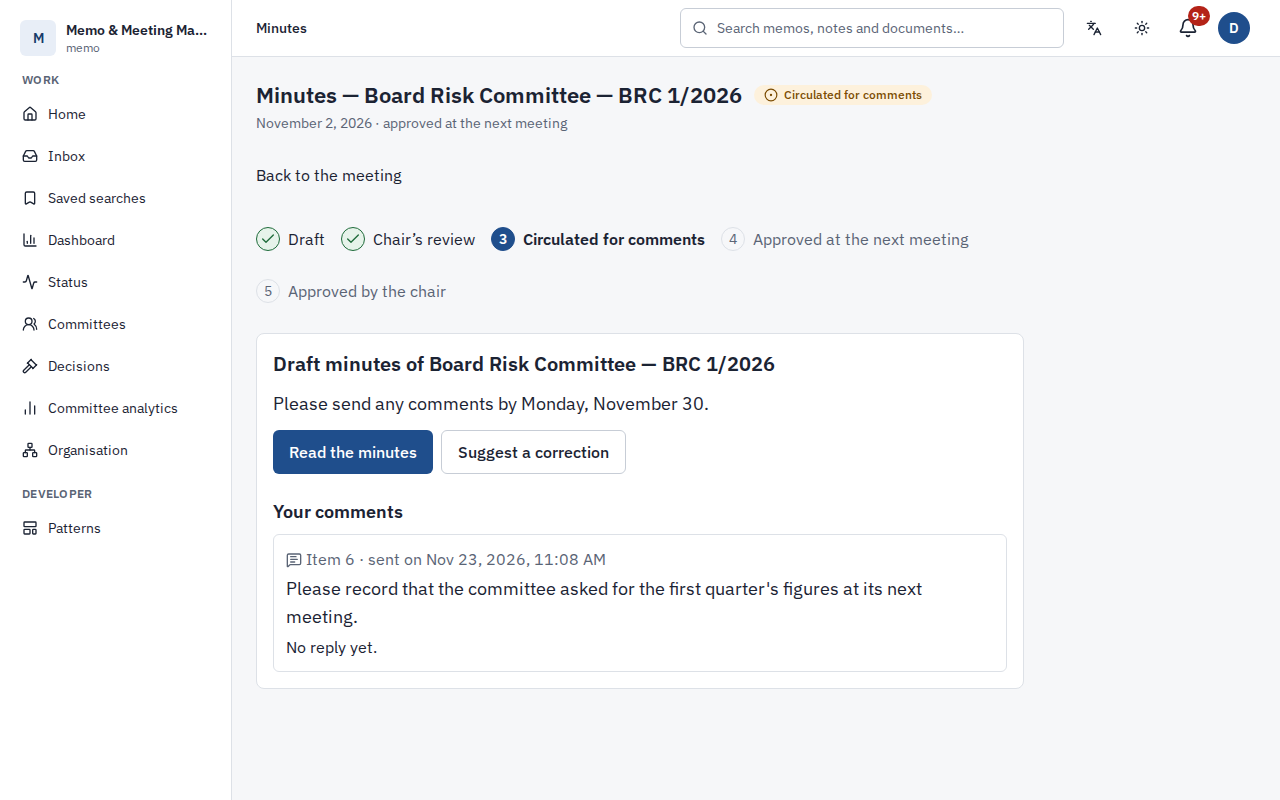 M
Memo & Meeting Ma...
memo
WORK
Home
Inbox
Saved searches
Dashboard
Status
Committees
Decisions
Committee analytics
Organisation
DEVELOPER
Patterns
Minutes
Search memos, notes and documents...
9+
D
Minutes — Board Risk Committee — BRC 1/2026
Circulated for comments
November 2, 2026 · approved at the next meeting
Back to the meeting
Draft
Chair’s review
3 Circulated for comments
4 Approved at the next meeting
5 Approved by the chair
Draft minutes of Board Risk Committee — BRC 1/2026
Please send any comments by Monday, November 30.
Read the minutes
Suggest a correction
Your comments
Item 6 · sent on Nov 23, 2026, 11:08 AM
Please record that the committee asked for the first quarter's figures at its next
meeting.
No reply yet.